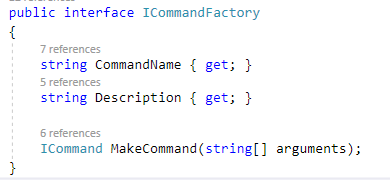 public interface ICommandFactory
{
7 references
string CommandName { get; }
5 references
string Description { get; }
6 references
ICommand MakeCommand(string[] arguments);
}